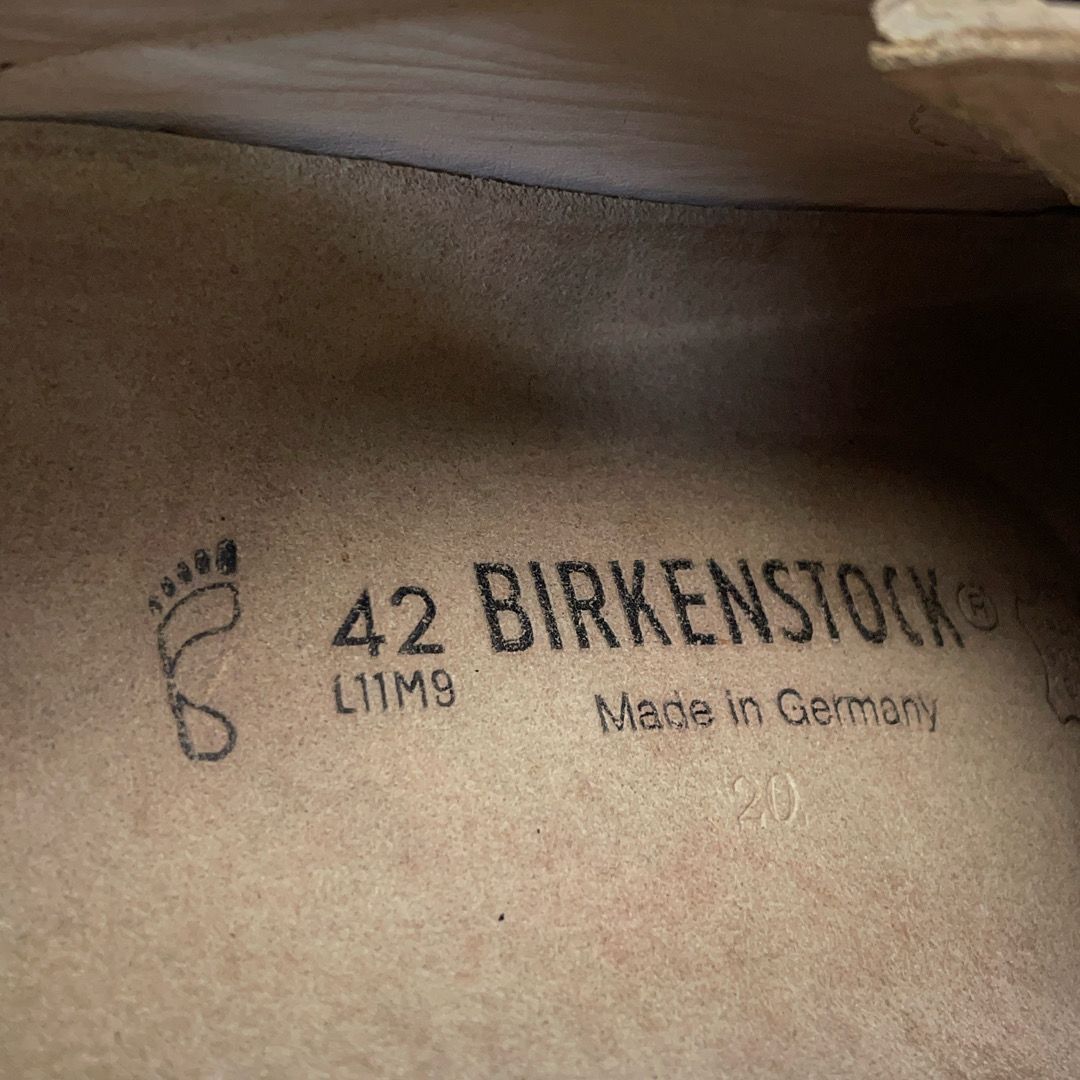 42 BIRKENSTOCK®
L11M9
Made in Germany
20